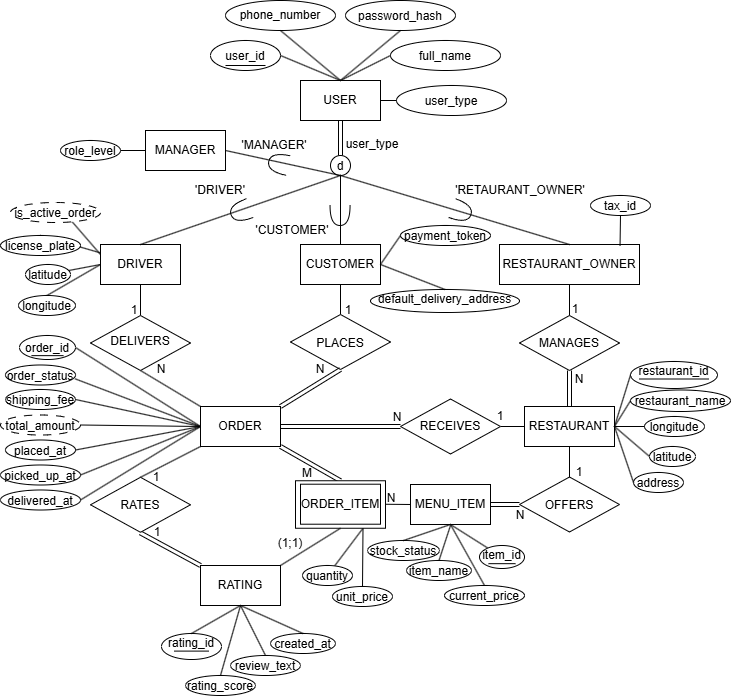 phone_number
password_hash
user_id
full_name
USER
user_type
user_type
MANAGER
role_level
'MANAGER'
d
'DRIVER'
'RETAURANT_OWNER'
'CUSTOMER'
tax_id
is_active_order
license_plate
latitude
longitude
DRIVER
CUSTOMER
payment_token
default_delivery_address
RESTAURANT_OWNER
1
1
1
DELIVERS
PLACES
MANAGES
N
N
N
order_id
order_status
shipping_fee
total_amount
placed_at
picked_up_at
delivered_at
ORDER
N
RECEIVES
1
RESTAURANT
restaurant_id
restaurant_name
longitude
latitude
address
1
M
1
RATES
1
ORDER_ITEM
N
MENU_ITEM
N
OFFERS
(1;1)
stock_status
item_name
item_id
current_price
quantity
unit_price
RATING
rating_id
rating_score
review_text
created_at